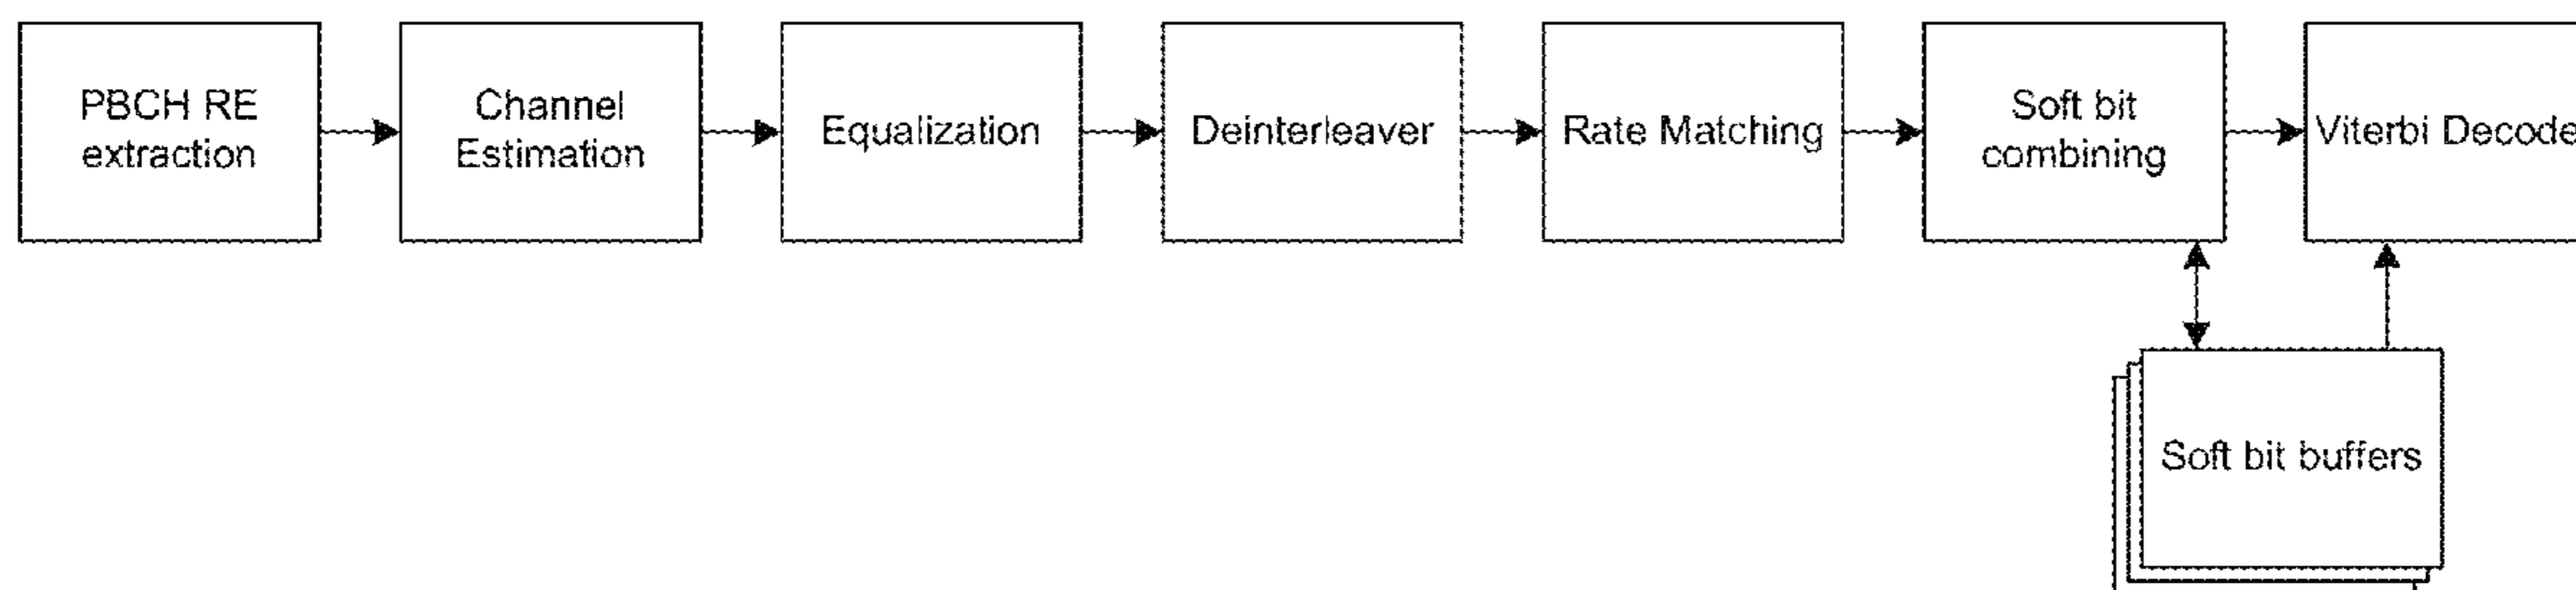 PBCH RE
extraction
Channel
Estimation
Equalization
Deinterleaver
Rate Matching
Soft bit
combining
Viterbi Decode
Soft bit buffers